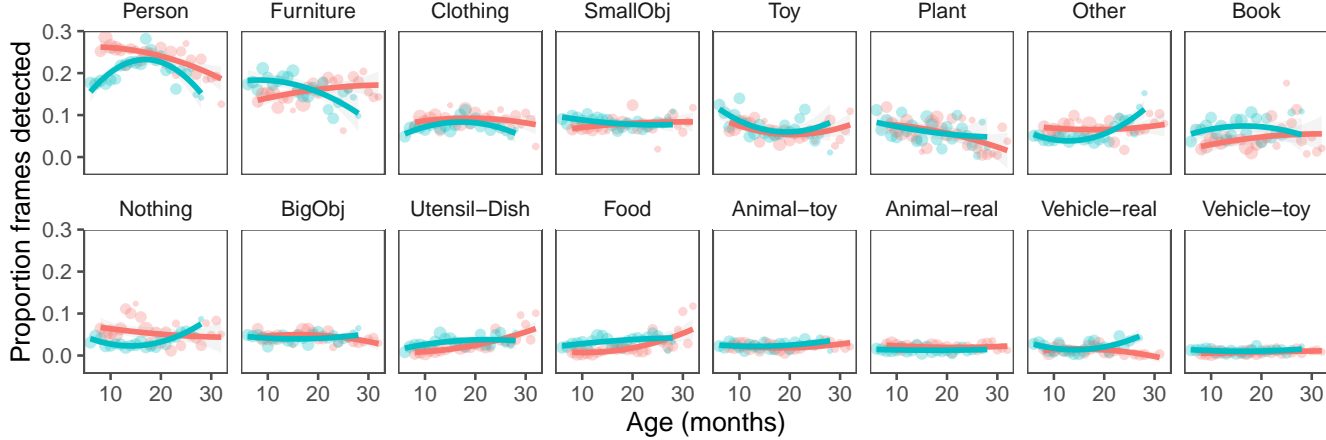 Person Furniture Clothing SmallObj Toy Plant Other Book
0.3
0.2
0.1
0.0
Nothing BigObj Utensil−Dish Food Animal−toy Animal−real Vehicle−real Vehicle−toy
0.3
0.2
0.1
0.0
10 20 30 10 20 30 10 20 30 10 20 30 10 20 30 10 20 30 10 20 30 10 20 30
Age (months)
Proportion frames detected